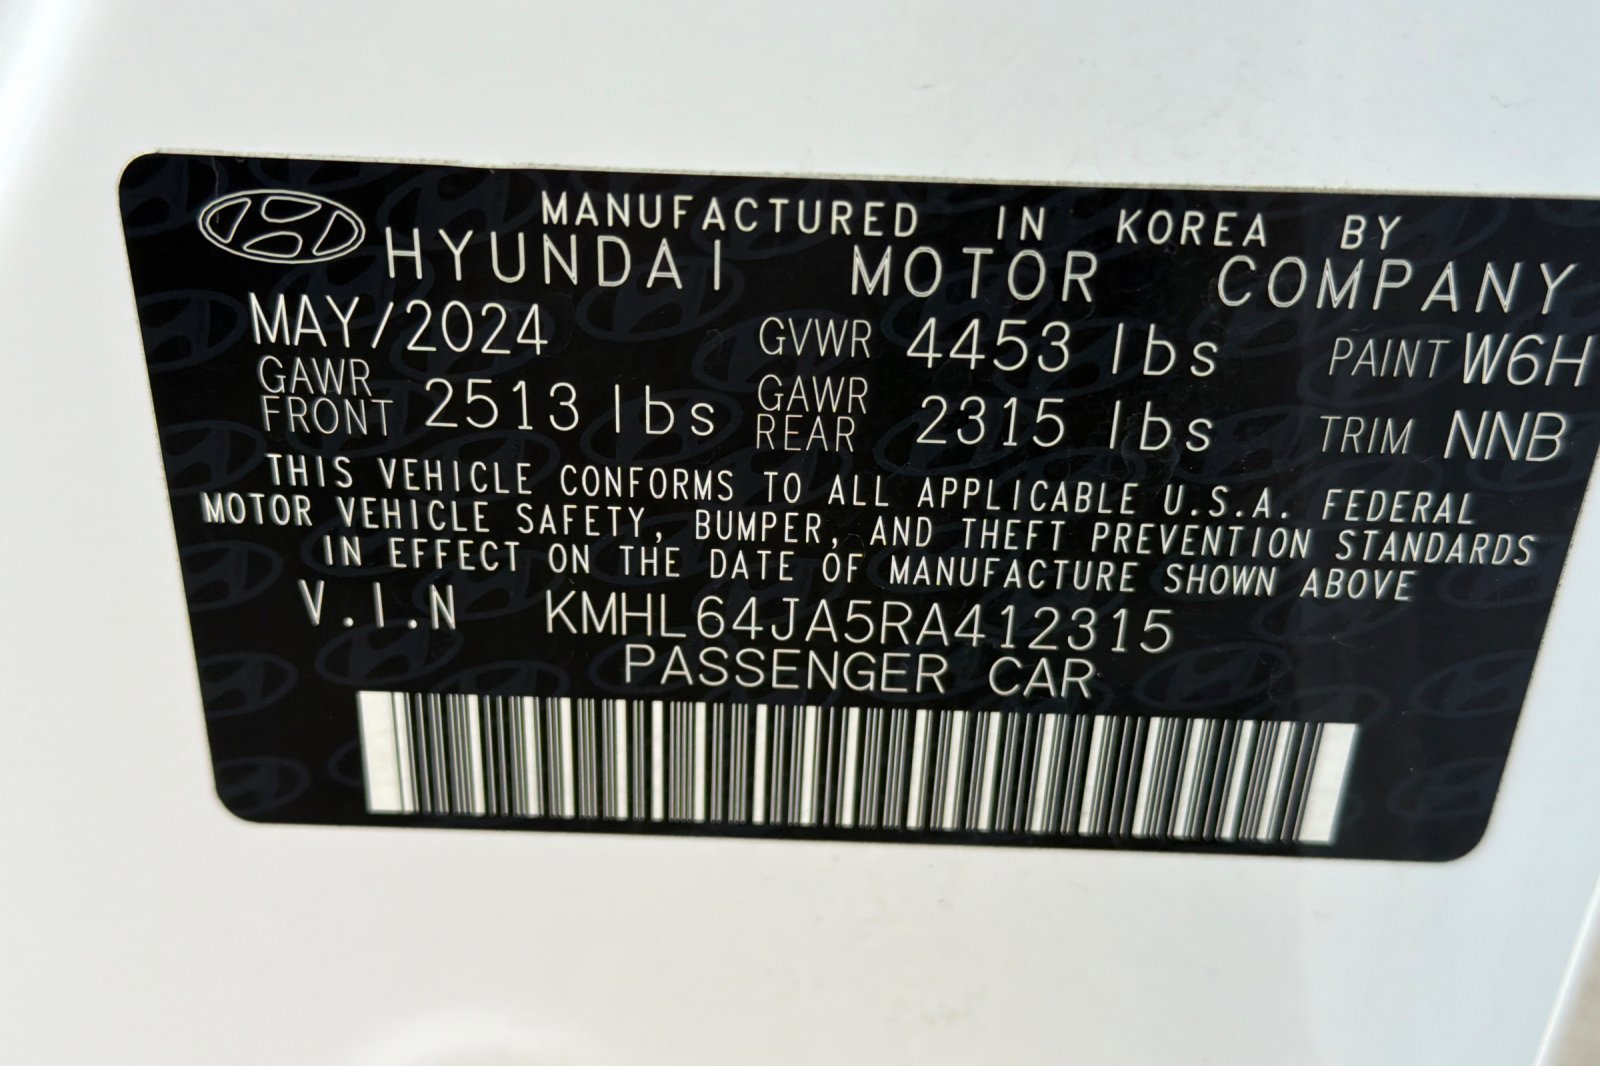 MANUFACTURED IN KOREA BY
HYUNDAI MOTOR COMPANY
MAY/2024 GVWR 4453 lbs PAINT W6H
GAWR FRONT 2513 lbs GAWR REAR 2315 lbs TRIM NNB
THIS VEHICLE CONFORMS TO ALL APPLICABLE U.S.A. FEDERAL
MOTOR VEHICLE SAFETY, BUMPER, AND THEFT PREVENTION STANDARDS
IN EFFECT ON THE DATE OF MANUFACTURE SHOWN ABOVE
V.I.N KMHL64JA5RA412315
PASSENGER CAR